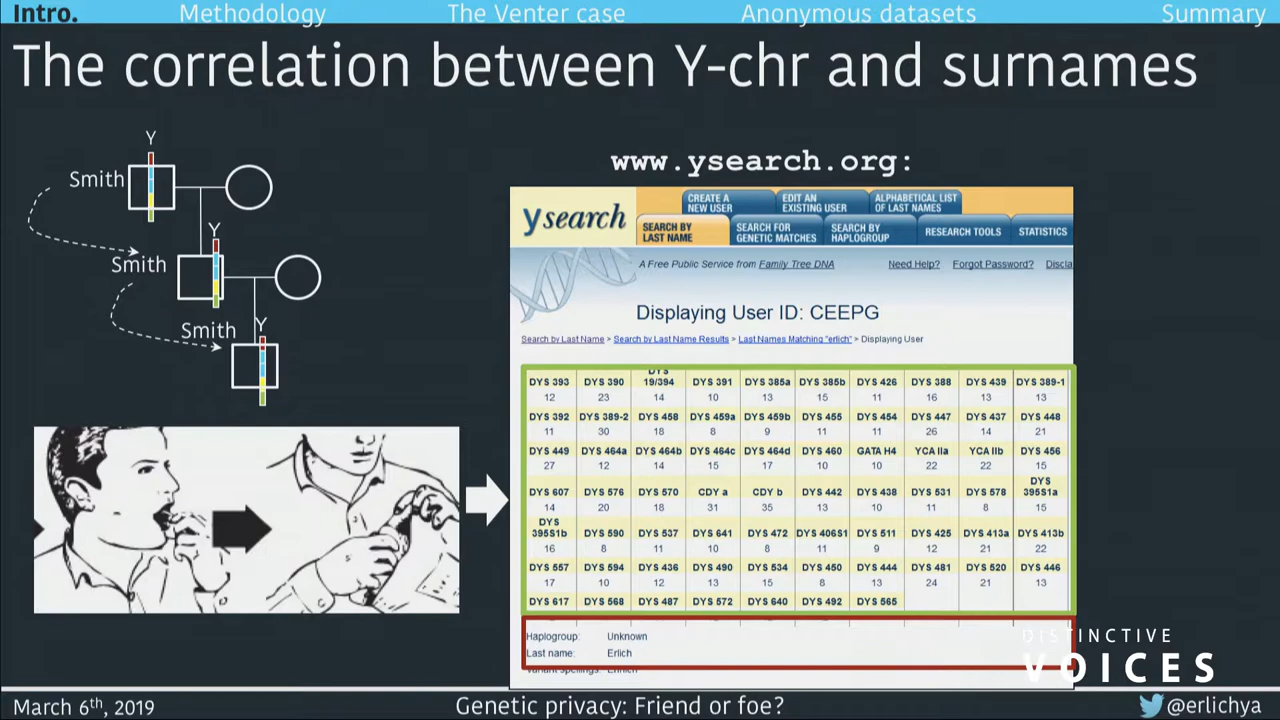 Intro. Methodology The Venter case Anonymous datasets Summary
The correlation between Y-chr and surnames
Y
Smith
Y
Smith
Y
Smith
www.ysearch.org:
ysearch
CREATE A NEW USER
EDIT AN EXISTING USER
ALPHABETICAL LIST OF LAST NAMES
SEARCH BY LAST NAME
SEARCH FOR GENETIC MATCHES
SEARCH BY HAPLOGROUP
RESEARCH TOOLS
STATISTICS
A Free Public Service from Family Tree DNA Need Help? Forgot Password? Discla
Displaying User ID: CEEPG
Search by Last Name > Search by Last Name Results > Last Names Matching "erlich" > Displaying User
DYS 393 DYS 390 DYS 19/394 DYS 391 DYS 385a DYS 385b DYS 426 DYS 388 DYS 439 DYS 389-1
12 23 14 10 13 15 11 16 13 13
DYS 392 DYS 389-2 DYS 458 DYS 459a DYS 459b DYS 455 DYS 454 DYS 447 DYS 437 DYS 448
11 30 18 8 9 11 11 26 14 21
DYS 449 DYS 464a DYS 464b DYS 464c DYS 464d DYS 460 GATA H4 YCA IIa YCA IIb DYS 456
27 12 14 15 17 10 10 22 22 15
DYS 607 DYS 576 DYS 570 CDY a CDY b DYS 442 DYS 438 DYS 531 DYS 578 DYS 395S1a
14 20 18 31 35 13 10 11 8 15
DYS 395S1b DYS 590 DYS 537 DYS 641 DYS 472 DYS 406S1 DYS 511 DYS 425 DYS 413a DYS 413b
16 8 11 10 8 11 9 12 21 22
DYS 557 DYS 594 DYS 436 DYS 490 DYS 534 DYS 450 DYS 444 DYS 481 DYS 520 DYS 446
17 10 12 13 15 8 13 24 21 13
DYS 617 DYS 568 DYS 487 DYS 572 DYS 640 DYS 492 DYS 565
Haplogroup: Unknown
Last name: Erlich
Variant spellings:
DISTINCTIVE
VOICES
March 6th, 2019 Genetic privacy: Friend or foe? @erlichya